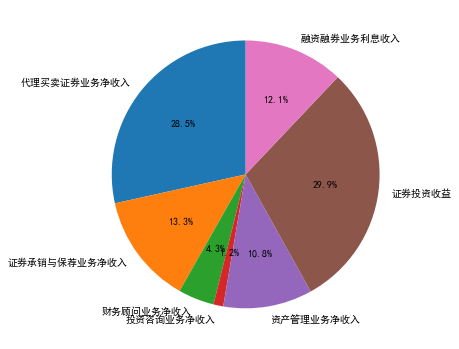 融资融券业务利息收入
代理买卖证券业务净收入
12.1%
28.5%
29.9%
证券投资收益
13.3%
4.3%
1.2%
10.8%
证券承销与保荐业务净收入
财务顾问业务净收入
投资咨询业务净收入
资产管理业务净收入